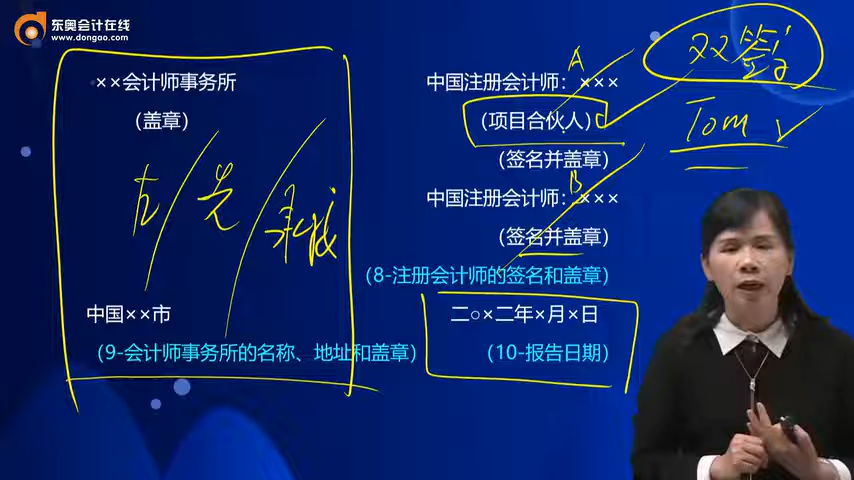 东奥会计在线
www.dongao.com
××会计师事务所
（盖章）
中国××市
（9-会计师事务所的名称、地址和盖章）
A
中国注册会计师：×××
（项目合伙人）
（签名并盖章）
B
中国注册会计师：×××
（签名并盖章）
（8-注册会计师的签名和盖章）
二○×二年×月×日
（10-报告日期）
双签
Tom